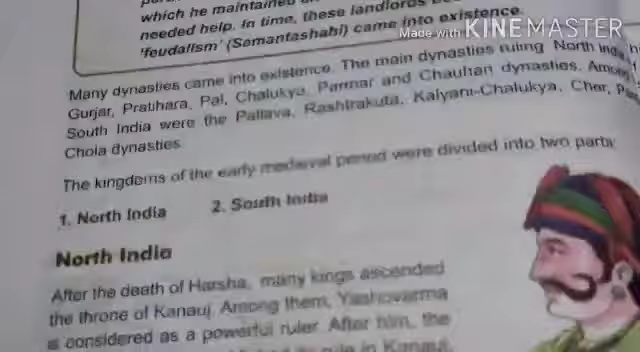 which he maintained
needed help. In time, these landlords
'feudalism' (Samantashahi) came into existence.
Made with KINEMASTER
Many dynasties came into existence. The main dynasties ruling North India
Gurjar, Pratihara, Pal, Chalukya, Parmar and Chauhan dynasties. Among
South India were the Pallava, Rashtrakuta, Kalyani-Chalukya, Cher,
Chola dynasties.
The kingdoms of the early medieval period were divided into two parts
1. North India 2. South India
North India
After the death of Harsha, many kings ascended
the throne of Kanauj. Among them, Yashovarma
is considered as a powerful ruler. After him, the
rule in Kanauj,